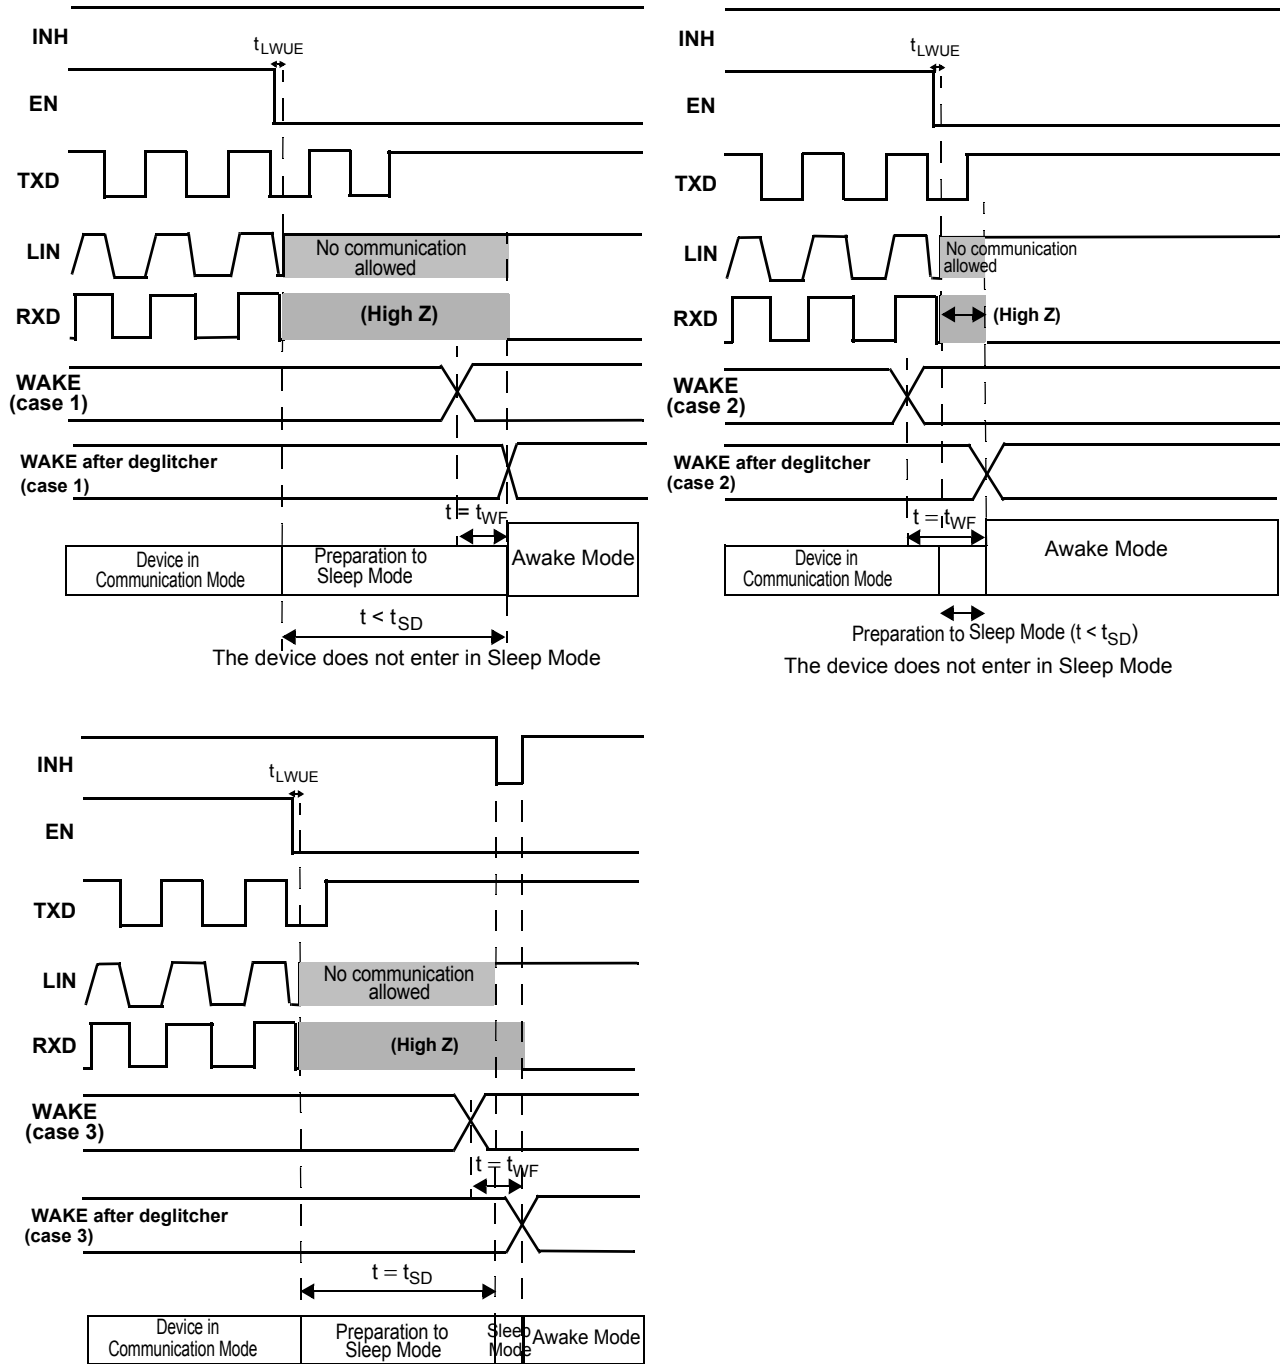 INH
tLWUE
EN
TXD
LIN
No communication
allowed
RXD
(High Z)
WAKE
(case 1)
WAKE after deglitcher
(case 1)
t = tWF
Device in
Communication Mode
Preparation to
Sleep Mode
Awake Mode
t < tSD
The device does not enter in Sleep Mode
INH
tLWUE
EN
TXD
LIN
No communication
allowed
RXD
(High Z)
WAKE
(case 2)
WAKE after deglitcher
(case 2)
t = tWF
Device in
Communication Mode
Awake Mode
Preparation to Sleep Mode (t < tSD)
The device does not enter in Sleep Mode
INH
tLWUE
EN
TXD
LIN
No communication
allowed
RXD
(High Z)
WAKE
(case 3)
t = tWF
WAKE after deglitcher
(case 3)
t = tSD
Device in
Communication Mode
Preparation to
Sleep Mode
Sleep
Mode
Awake Mode